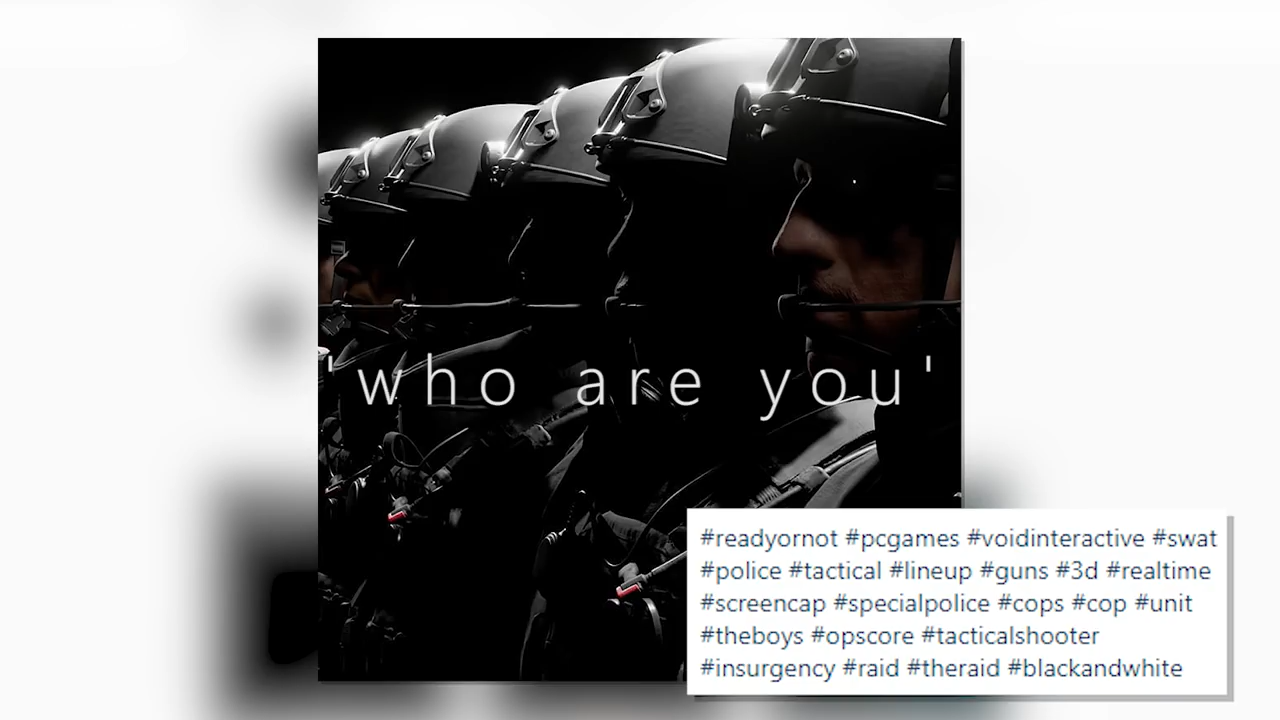 'who are you'
#readyornot #pcgames #voidinteractive #swat
#police #tactical #lineup #guns #3d #realtime
#screencap #specialpolice #cops #cop #unit
#theboys #opscore #tacticalshooter
#insurgency #raid #theraid #blackandwhite